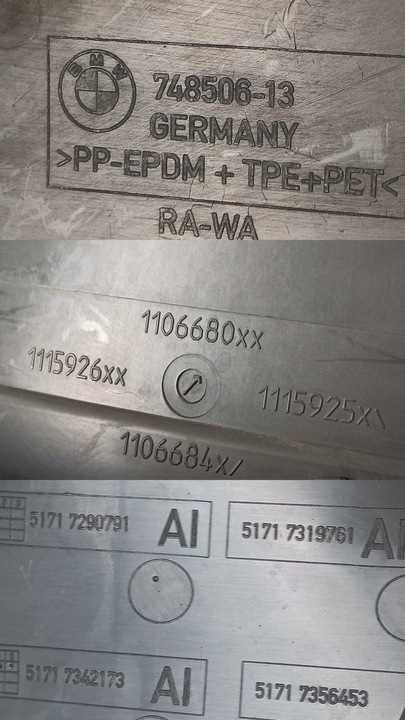 BMW
748506-13
GERMANY
>PP-EPDM + TPE+PET<
RA-WA
1106680xx
1115926xx
1115925x\
1106684x/
5171 7290791 AI
5171 7319761 AI
5171 7342173 AI
5171 7356453